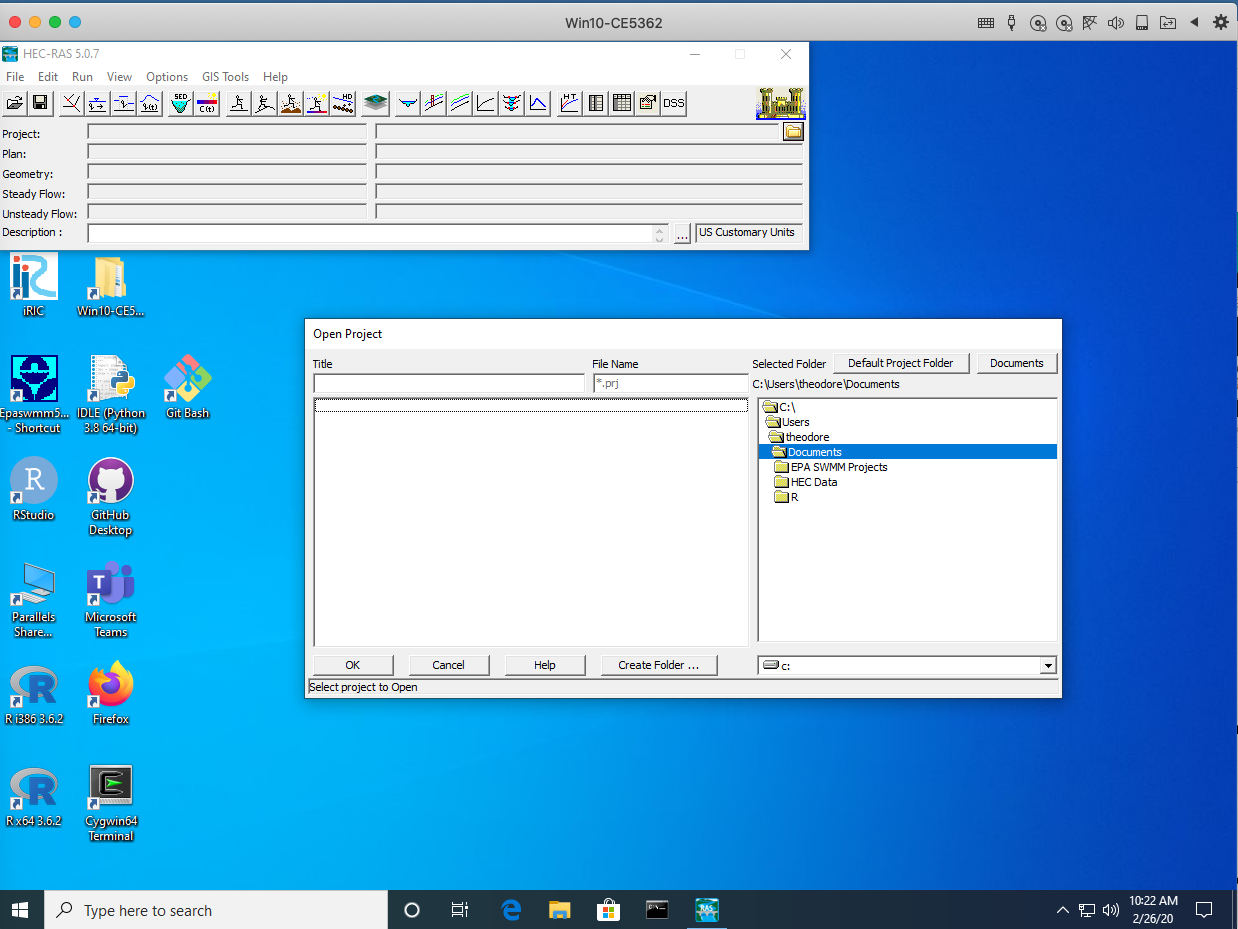 Win10-CE5362
HEC-RAS 5.0.7
File Edit Run View Options GIS Tools Help
SED
C(t)
HD
H.T.
DSS
Project:
Plan:
Geometry:
Steady Flow:
Unsteady Flow:
Description :
...
US Customary Units
iRIC
Win10-CE5...
Epaswmm5...
- Shortcut
IDLE (Python
3.8 64-bit)
Git Bash
R
RStudio
GitHub
Desktop
Parallels
Share...
T
Microsoft
Teams
R
R i386 3.6.2
Firefox
R
R x64 3.6.2
Cygwin64
Terminal
Open Project
Title
File Name
Selected Folder
Default Project Folder
Documents
*.prj
C:\Users\theodore\Documents
C:\
Users
theodore
Documents
EPA SWMM Projects
HEC Data
R
OK
Cancel
Help
Create Folder ...
c:
Select project to Open
Type here to search
RAS
10:22 AM
2/26/20